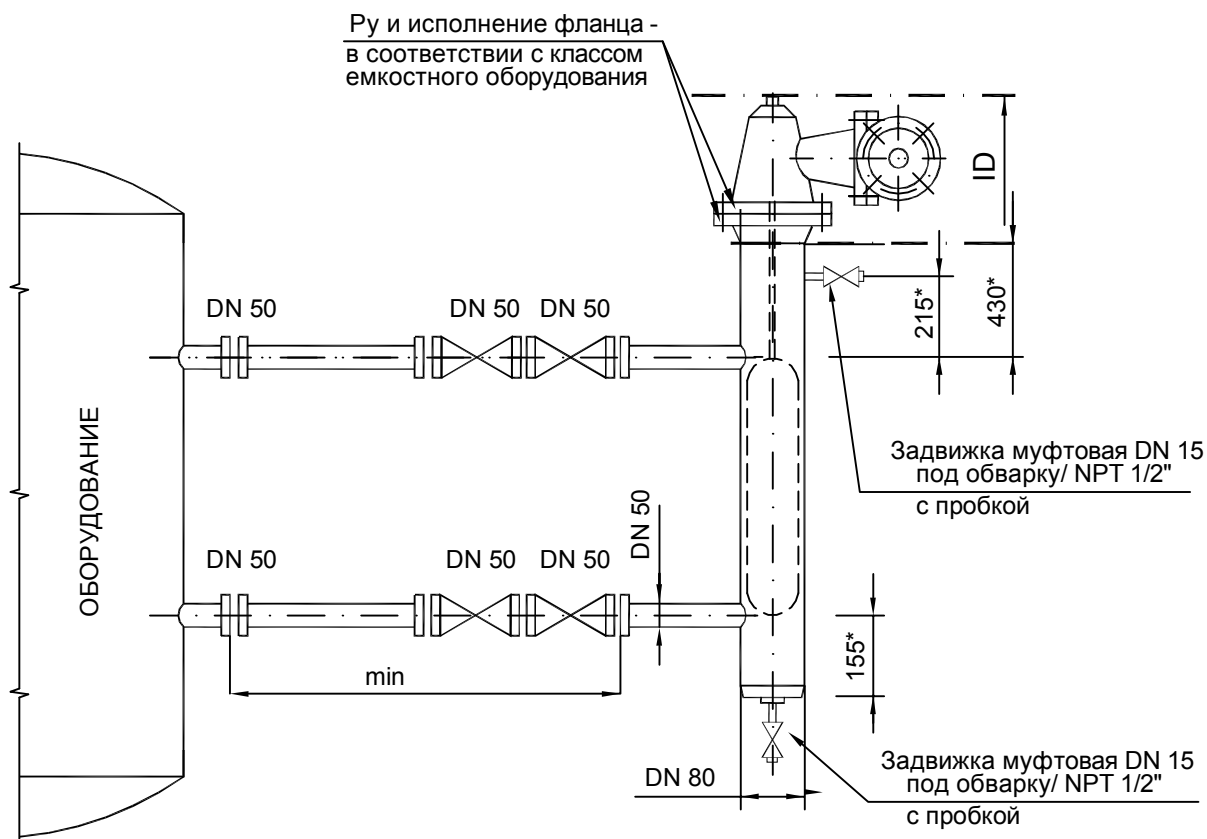 Ру и исполнение фланца -
в соответствии с классом
емкостного оборудования
ID
215*
430*
DN 50
DN 50
DN 50
ОБОРУДОВАНИЕ
Задвижка муфтовая DN 15
под обварку/ NPT 1/2"
с пробкой
DN 50
DN 50
DN 50
DN 50
min
155*
DN 80
Задвижка муфтовая DN 15
под обварку/ NPT 1/2"
с пробкой